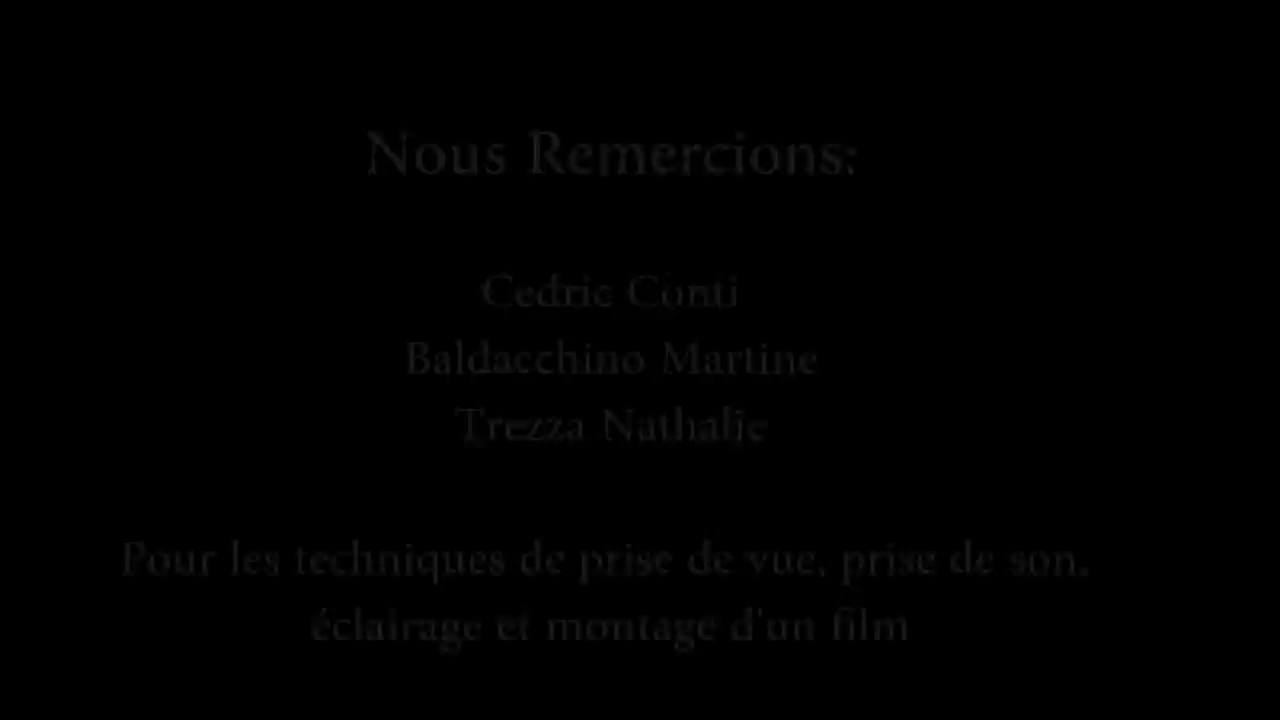 Nous Remercions:
Cedric Conti
Baldacchino Martine
Trezza Nathalie
Pour les techniques de prise de vue, prise de son,
éclairage et montage d'un film